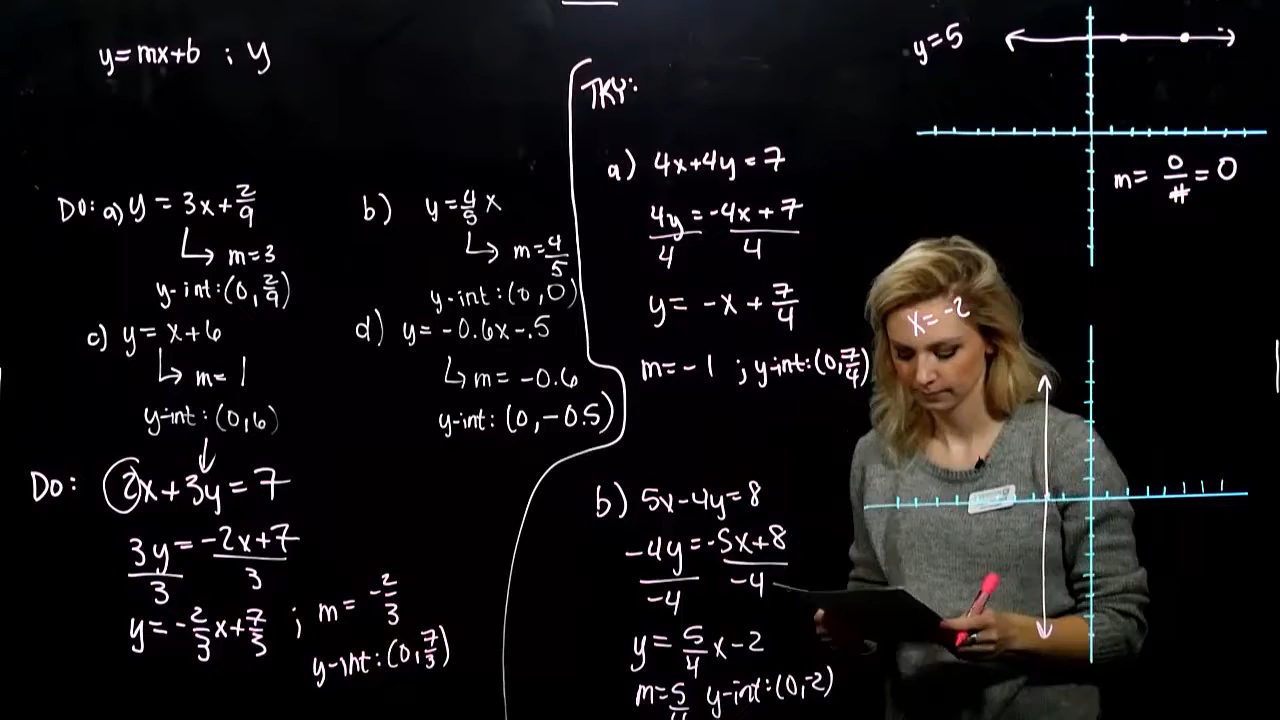 y=mx+b ; y
DO: a) y = 3x+2/9
m=3
y-int:(0,2/9)
b) y=4/5 x
m=4/5
y-int:(0,0)
c) y= x+6
m= 1
y-int:(0,6)
d) y= -0.6x-.5
m= -0.6
y-int: (0,-0.5)
DO: 2x+3y=7
3y = -2x+7
3 3
y= -2/3 x+7/3 ; m= -2/3
y-int:(0,7/3)
TRY:
a) 4x+4y=7
4y = -4x+7
4 4
y= -x+7/4
m=-1 ; y-int:(0,7/4)
b) 5x-4y=8
-4y=-5x+8
-4 -4
y=5/4 x-2
m=5/4 y-int:(0,-2)
y=5
m= 0/# = 0
x=-2